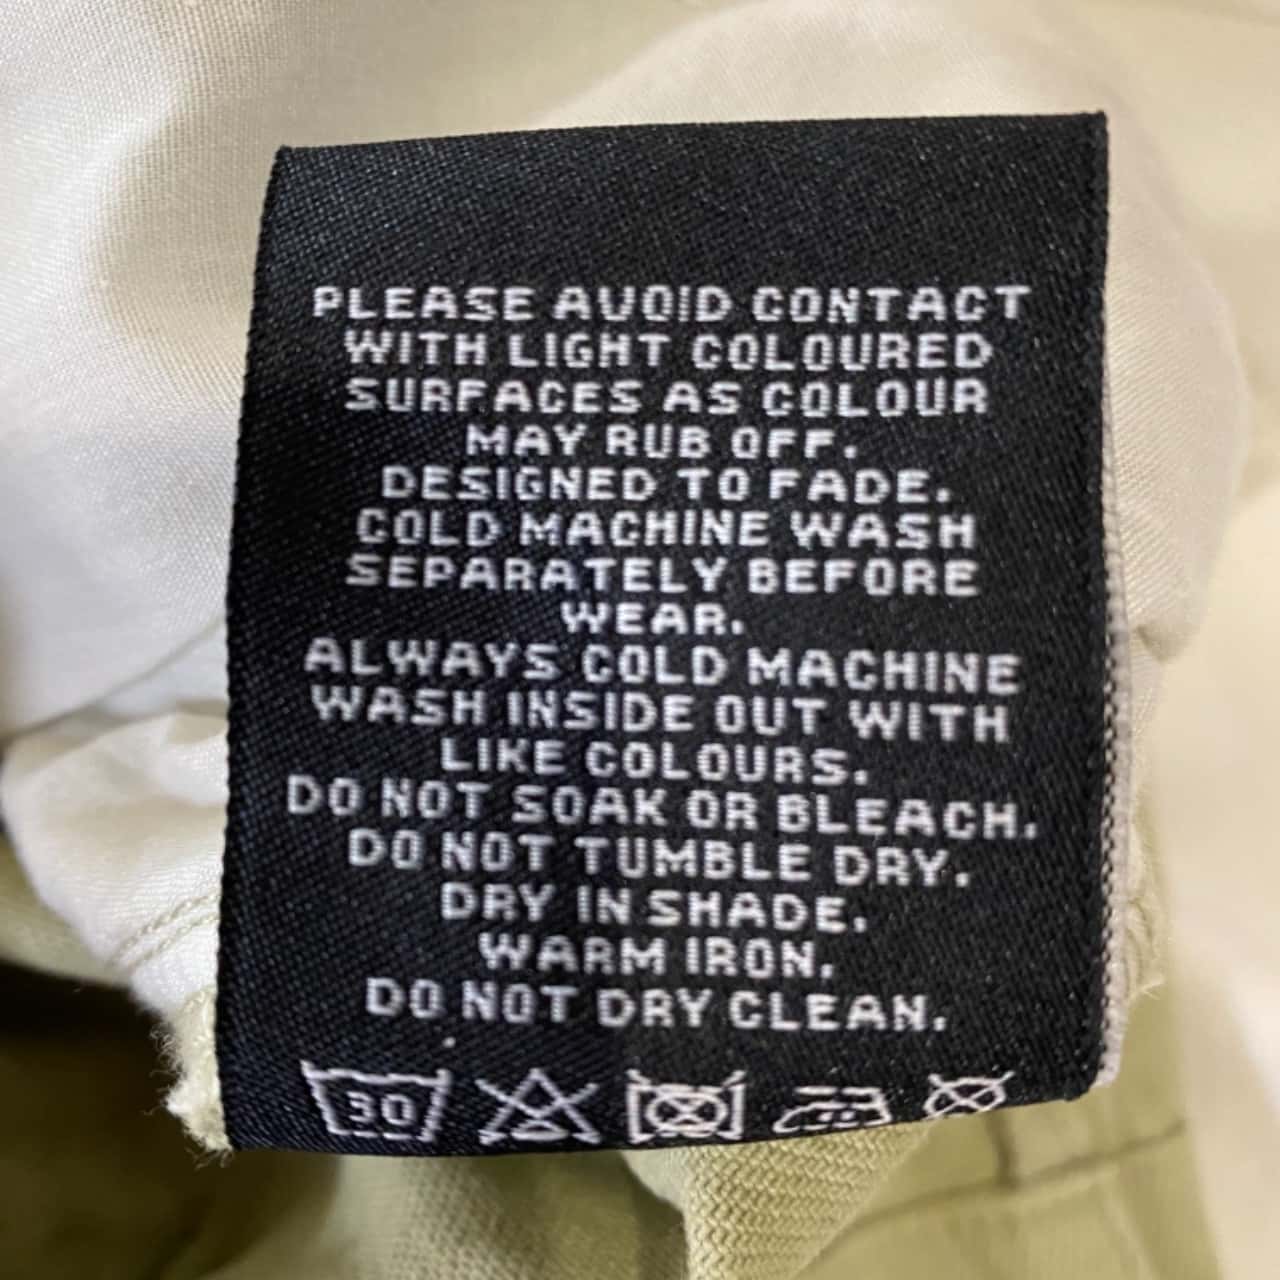 PLEASE AVOID CONTACT
WITH LIGHT COLOURED
SURFACES AS COLOUR
MAY RUB OFF.
DESIGNED TO FADE.
COLD MACHINE WASH
SEPARATELY BEFORE
WEAR.
ALWAYS COLD MACHINE
WASH INSIDE OUT WITH
LIKE COLOURS.
DO NOT SOAK OR BLEACH.
DO NOT TUMBLE DRY.
DRY IN SHADE.
WARM IRON.
DO NOT DRY CLEAN.
30